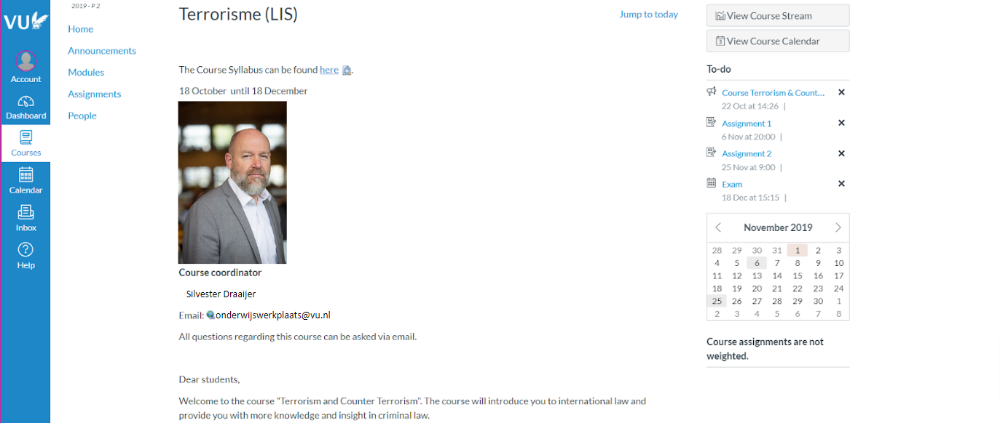 VU
Account
Dashboard
Courses
Calendar
Inbox
Help
2019 - P 2
Home
Announcements
Modules
Assignments
People
Terrorisme (LIS)
Jump to today
The Course Syllabus can be found here .
18 October until 18 December
Course coordinator
Silvester Draaijer
Email: onderwijswerkplaats@vu.nl
All questions regarding this course can be asked via email.
Dear students,
Welcome to the course "Terrorism and Counter Terrorism". The course will introduce you to international law and
provide you with more knowledge and insight in criminal law.
View Course Stream
View Course Calendar
To-do
Course Terrorism & Count...
22 Oct at 14:26 |
Assignment 1
6 Nov at 20:00 |
Assignment 2
25 Nov at 9:00 |
Exam
18 Dec at 15:15 |
November 2019
28 29 30 31 1 2 3
4 5 6 7 8 9 10
11 12 13 14 15 16 17
18 19 20 21 22 23 24
25 26 27 28 29 30 1
2 3 4 5 6 7 8
Course assignments are not
weighted.